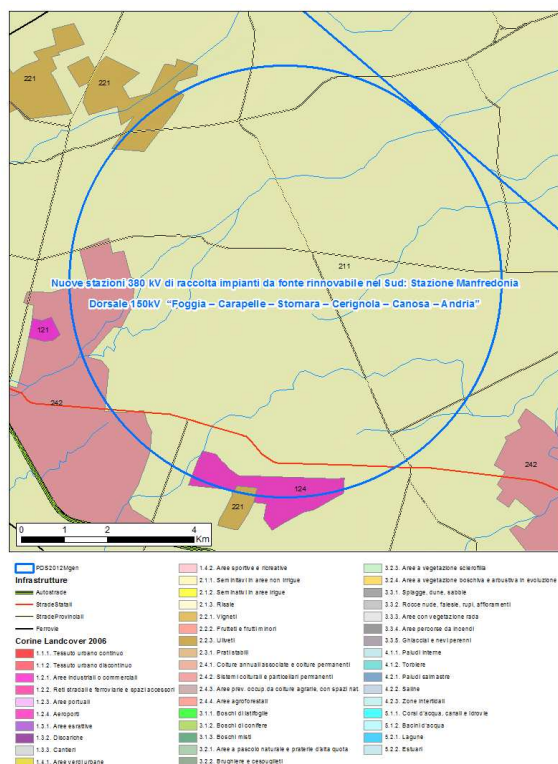 221
221
211
Nuove stazioni 380 kV di raccolta impianti da fonte rinnovabile nel Sud: Stazione Manfredonia
Dorsale 150kV "Foggia – Carapelle – Stornara – Cerignola – Canosa – Andria"
121
242
242
124
221
0 1 2 4
Km
PDS2012Mgen
Infrastrutture
Autostrade
StradeStatali
StradeProvinciali
Ferrovie
Corine Landcover 2006
1.1.1. Tessuto urbano continuo
1.1.2. Tessuto urbano discontinuo
1.2.1. Aree industriali o commerciali
1.2.2. Reti stradali e ferroviarie e spazi accessori
1.2.3. Aree portuali
1.2.4. Aeroporti
1.3.1. Aree estrattive
1.3.2. Discariche
1.3.3. Cantieri
1.4.1. Aree verdi urbane
1.4.2. Aree sportive e ricreative
2.1.1. Seminativi in aree non irrigue
2.1.2. Seminativi in aree irrigue
2.1.3. Risaie
2.2.1. Vigneti
2.2.2. Frutteti e frutti minori
2.2.3. Uliveti
2.3.1. Prati stabili
2.4.1. Colture annuali associate e colture permanenti
2.4.2. Sistemi colturali e particellari permanenti
2.4.3. Aree prev. occup. da colture agrarie, con spazi nat.
2.4.4. Aree agroforestali
3.1.1. Boschi di latifoglie
3.1.2. Boschi di conifere
3.1.3. Boschi misti
3.2.1. Aree a pascolo naturale e praterie d'alta quota
3.2.2. Brughiere e cespuglieti
3.2.3. Aree a vegetazione sclerofilla
3.2.4. Aree a vegetazione boschiva e arbustiva in evoluzione
3.3.1. Spiagge, dune, sabbie
3.3.2. Rocce nude, falesie, rupi, affioramenti
3.3.3. Aree con vegetazione rada
3.3.4. Aree percorse da incendi
3.3.5. Ghiacciai e nevi perenni
4.1.1. Paludi interne
4.1.2. Torbiere
4.2.1. Paludi salmastre
4.2.2. Saline
4.2.3. Zone intertidali
5.1.1. Corsi d'acqua, canali e idrovie
5.1.2. Bacini d'acqua
5.2.1. Lagune
5.2.2. Estuari